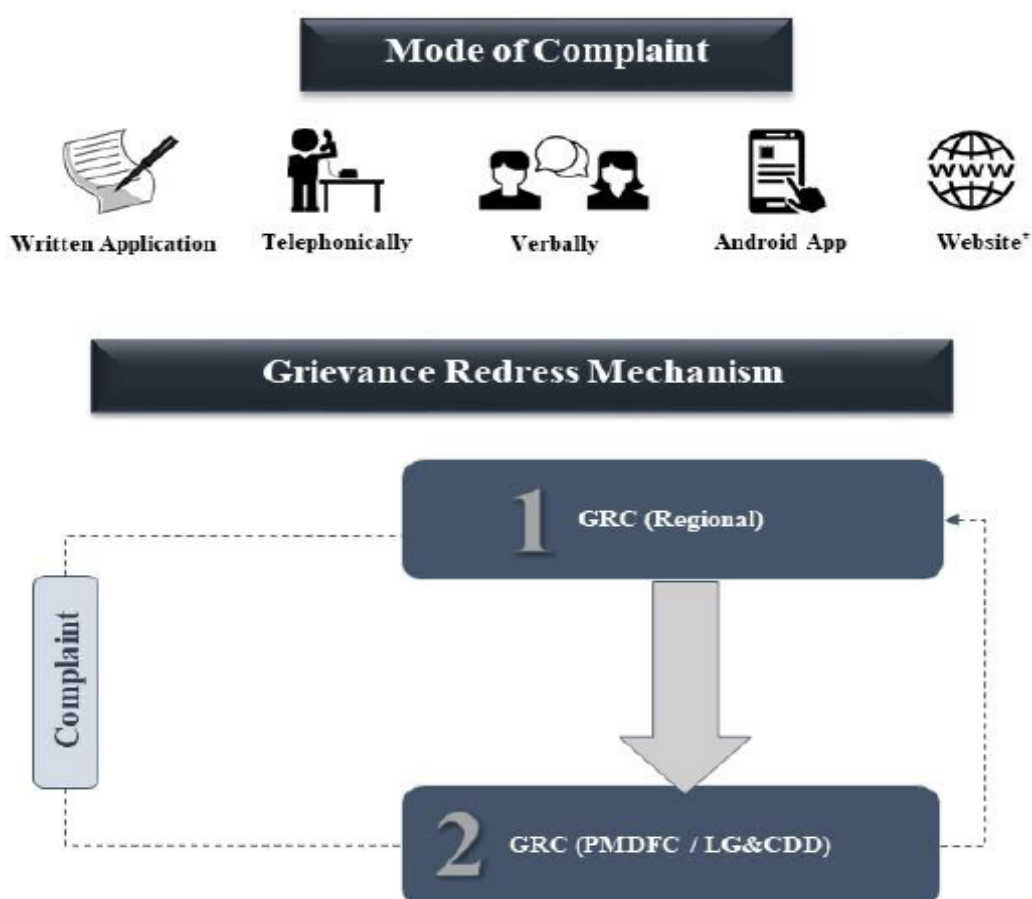 Mode of Complaint
WWW
Written Application
Telephonically
Verbally
Android App
Website*
Grievance Redress Mechanism
1 GRC (Regional)
Complaint
2 GRC (PMDFC / LG&CDD)